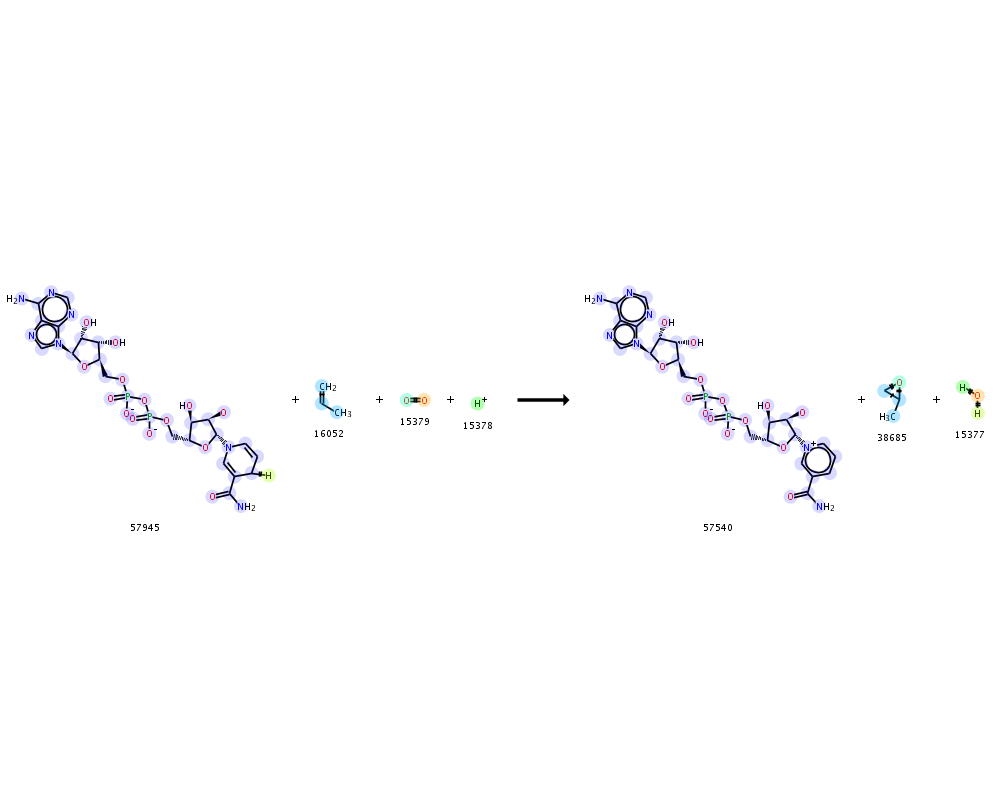 H₂N N N N N OH OH O O O P O O⁻ O P O O⁻ O HO O O N H O NH₂
57945
+
CH₂ CH₃
16052
+
O O
15379
+
H⁺
15378
H₂N N N N N OH OH O O O P O O⁻ O P O O⁻ O HO O O N⁺ O NH₂
57540
+
O H₃C
38685
+
H O H
15377